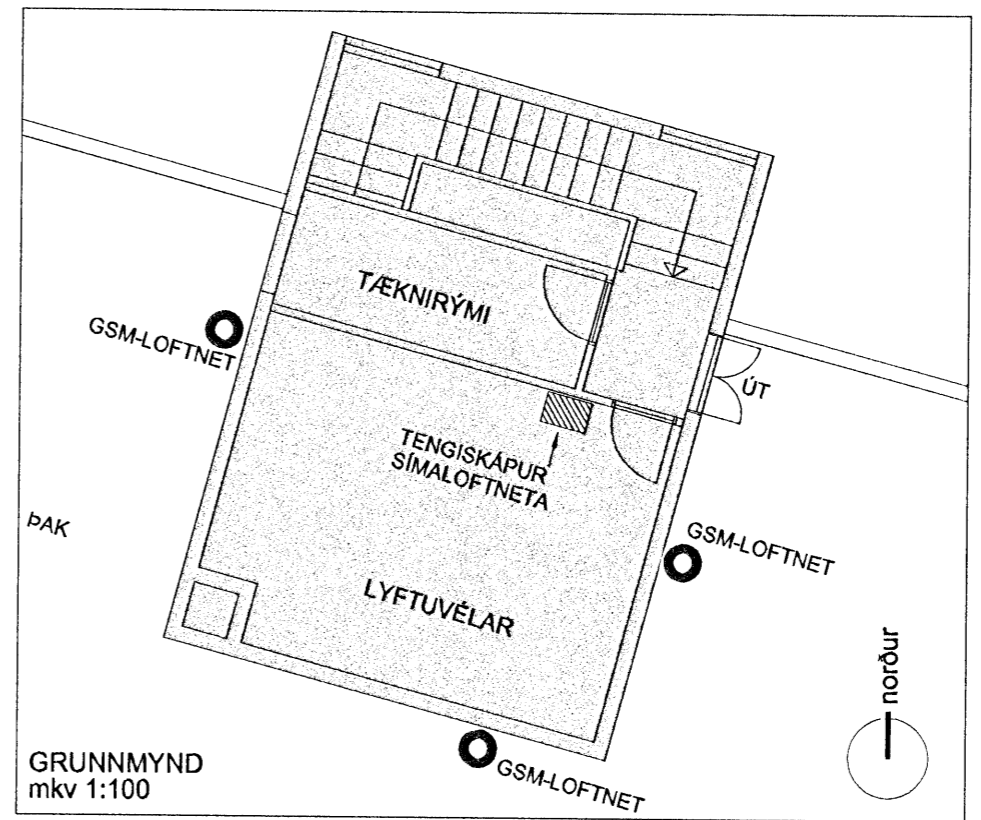 TÆKNIRÝMI
GSM-LOFTNET
ÚT
TENGISKÁPUR
SÍMALOFTNETA
ÞAK
GSM-LOFTNET
LYFTUVÉLAR
norður
GRUNNMYND
mkv 1:100
GSM-LOFTNET